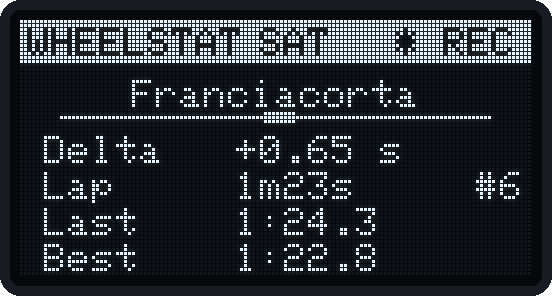 WHEELSTAT SAT REC
Franciacorta
Delta +0.65 s
Lap 1m23s #6
Last 1:24.3
Best 1:22.8